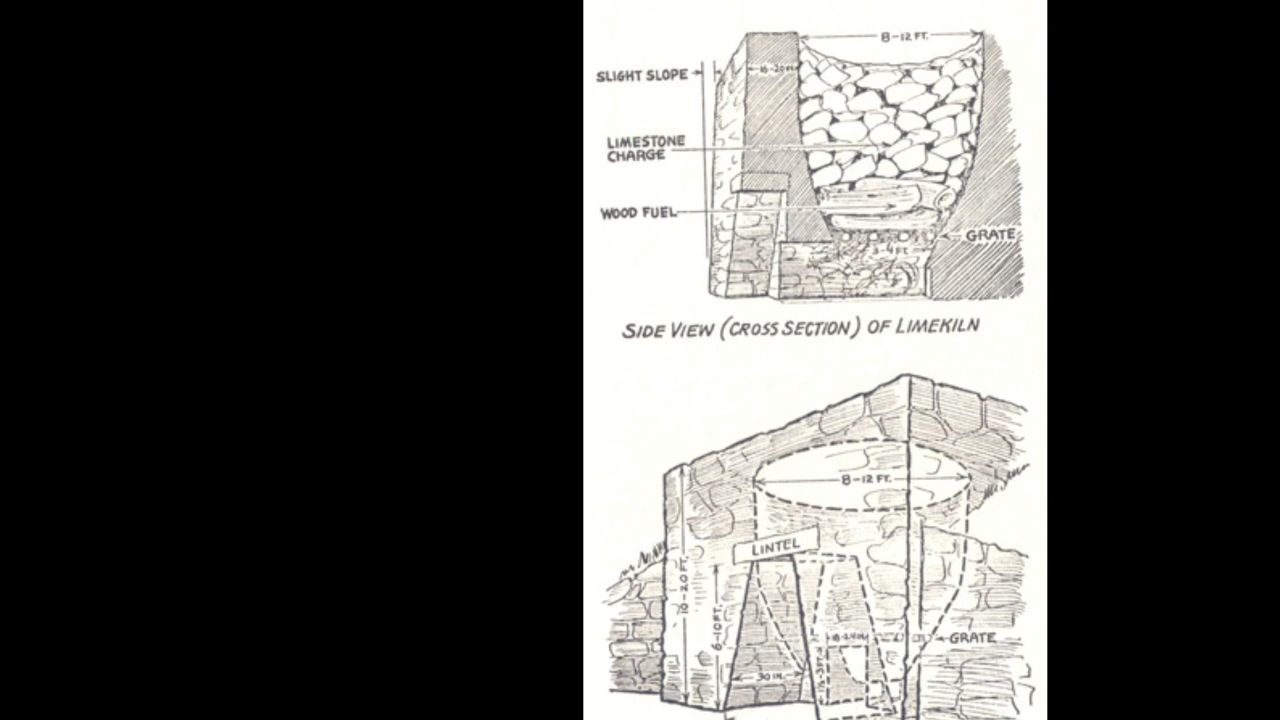 8-12 FT.
SLIGHT SLOPE
LIMESTONE
CHARGE
WOOD FUEL
GRATE
SIDE VIEW (CROSS SECTION) OF LIMEKILN
8-12 FT.
LINTEL
6-10 FT.
GRATE
30 IN.